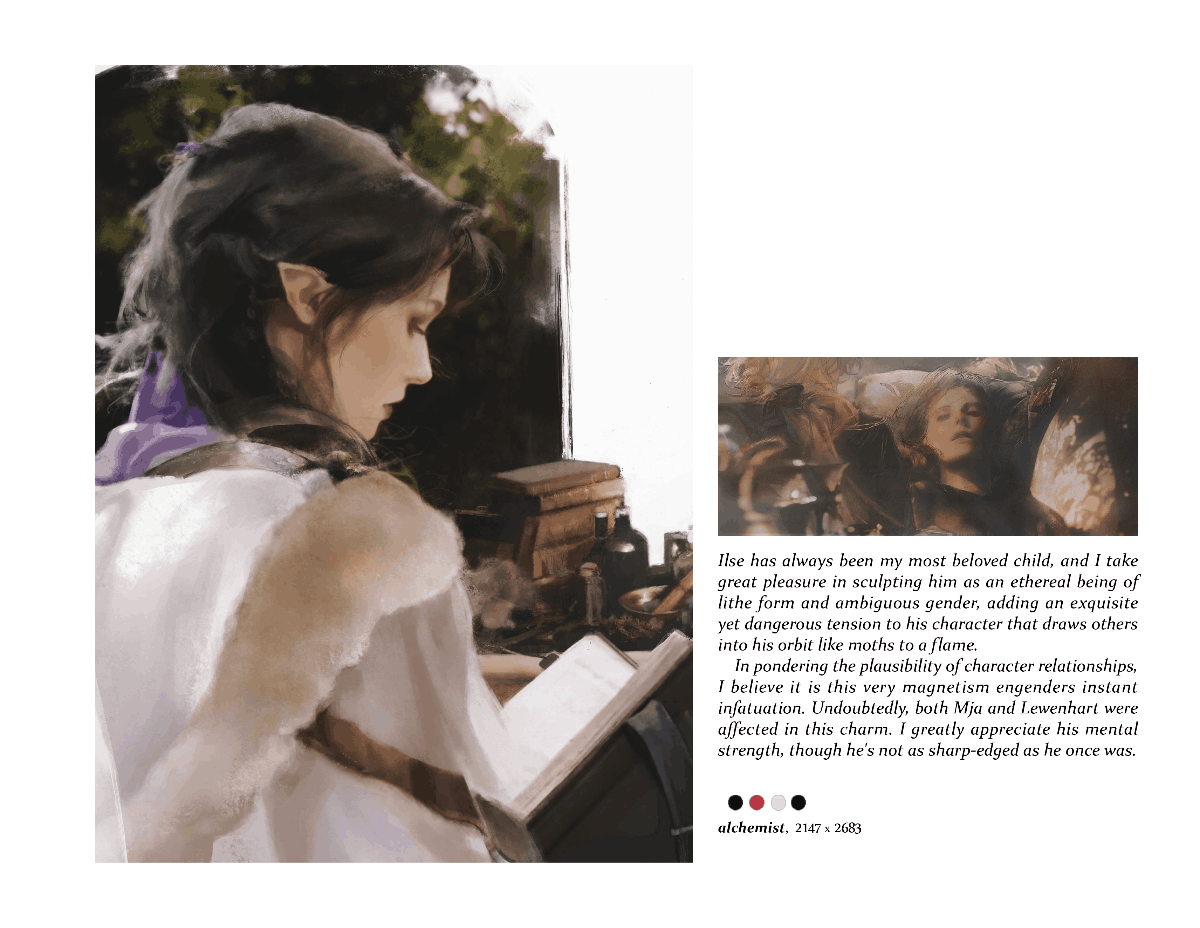 Ilse has always been my most beloved child, and I take
great pleasure in sculpting him as an ethereal being of
lithe form and ambiguous gender, adding an exquisite
yet dangerous tension to his character that draws others
into his orbit like moths to a flame.
In pondering the plausibility of character relationships,
I believe it is this very magnetism engenders instant
infatuation. Undoubtedly, both Mja and Lewenhart were
affected in this charm. I greatly appreciate his mental
strength, though he's not as sharp-edged as he once was.
alchemist, 2147 x 2683